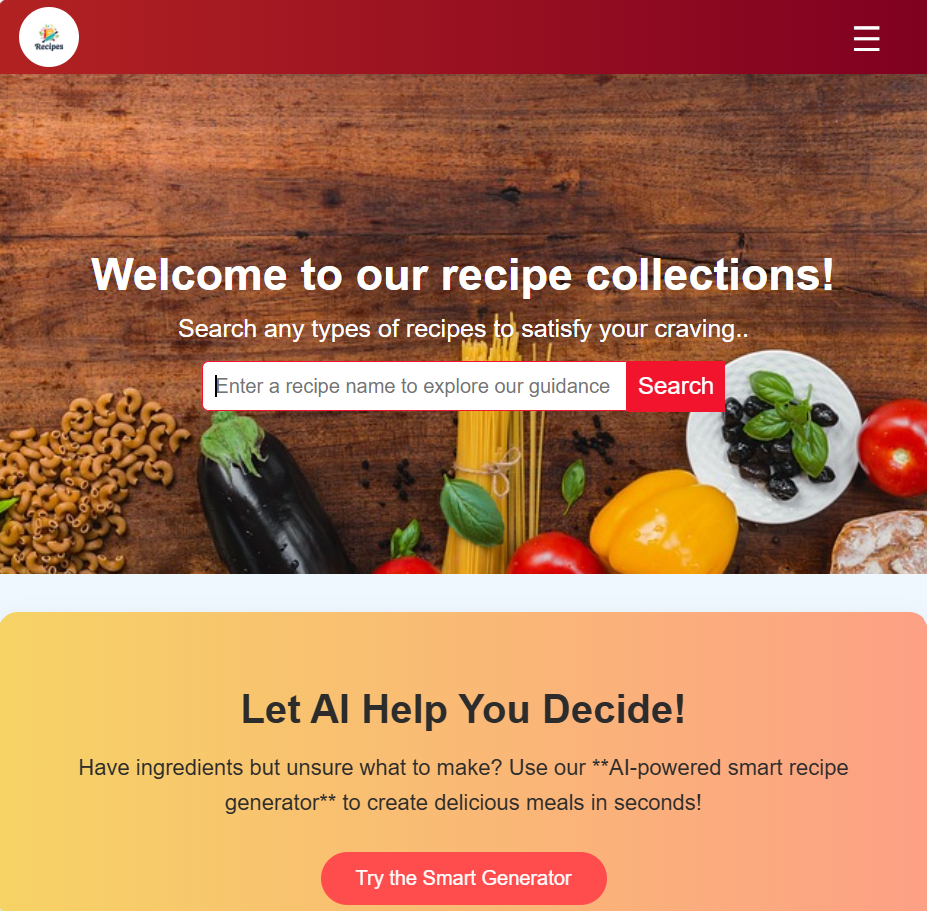 Recipes
Welcome to our recipe collections!
Search any types of recipes to satisfy your craving..
Enter a recipe name to explore our guidance
Search
Let AI Help You Decide!
Have ingredients but unsure what to make? Use our **AI-powered smart recipe
generator** to create delicious meals in seconds!
Try the Smart Generator